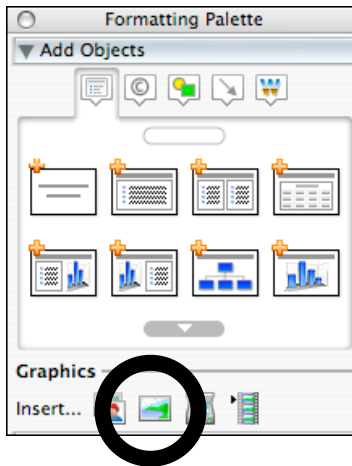 Formatting Palette
Add Objects
©
W
Graphics
Insert...